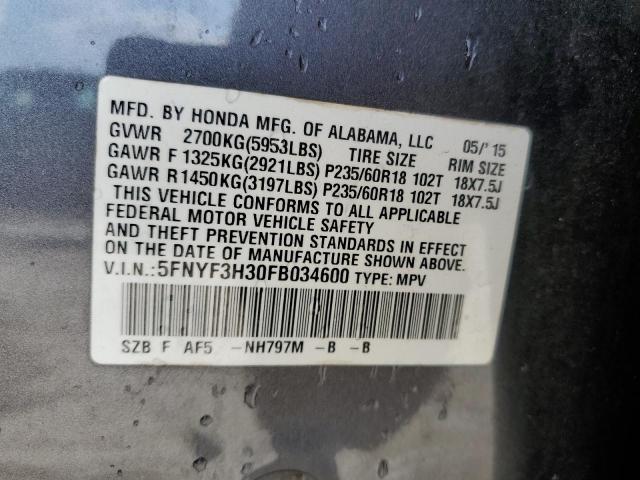 MFD. BY HONDA MFG. OF ALABAMA, LLC 05/'15
GVWR 2700KG(5953LBS) TIRE SIZE RIM SIZE
GAWR F 1325KG(2921LBS) P235/60R18 102T 18X7.5J
GAWR R 1450KG(3197LBS) P235/60R18 102T 18X7.5J
THIS VEHICLE CONFORMS TO ALL APPLICABLE
FEDERAL MOTOR VEHICLE SAFETY
AND THEFT PREVENTION STANDARDS IN EFFECT
ON THE DATE OF MANUFACTURE SHOWN ABOVE.
V.I.N.:5FNYF3H30FB034600 TYPE: MPV
SZB F AF5 -NH797M -B -B